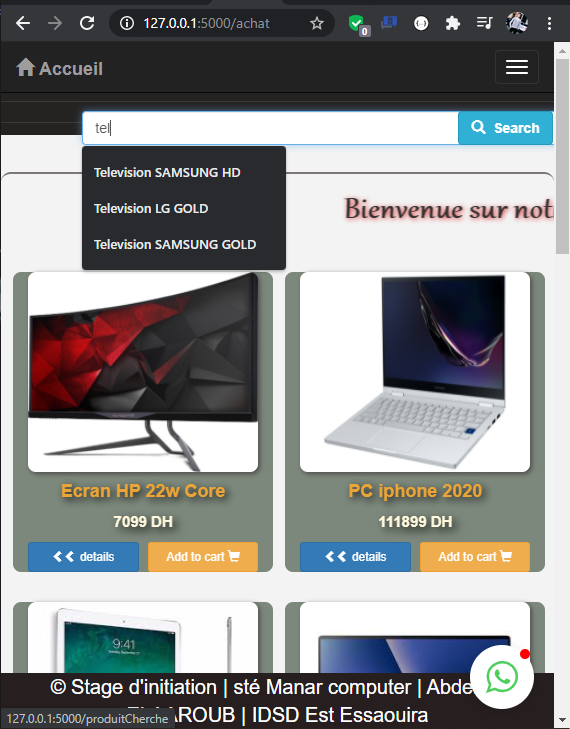 127.0.0.1:5000/achat
0
Accueil
tel
Search
Television SAMSUNG HD
Television LG GOLD
Television SAMSUNG GOLD
Bienvenue sur not
Ecran HP 22w Core
7099 DH
details
Add to cart
PC iphone 2020
111899 DH
details
Add to cart
9:41
© Stage d'initiation | sté Manar computer | Abde
AROUB | IDSD Est Essaouira
127.0.0.1:5000/produitCherche